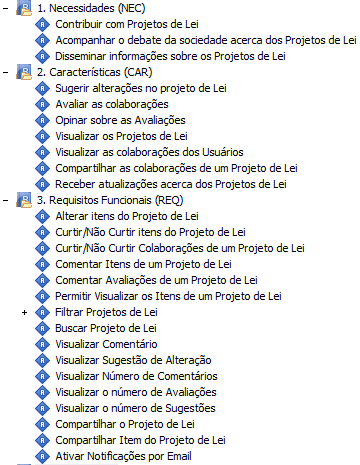 1. Necessidades (NEC)
Contribuir com Projetos de Lei
Acompanhar o debate da sociedade acerca dos Projetos de Lei
Disseminar informações sobre os Projetos de Lei
2. Características (CAR)
Sugerir alterações no projeto de Lei
Avaliar as colaborações
Opinar sobre as Avaliações
Visualizar os Projetos de Lei
Visualizar as colaborações dos Usuários
Compartilhar as colaborações de um Projeto de Lei
Receber atualizações acerca dos Projetos de Lei
3. Requisitos Funcionais (REQ)
Alterar itens do Projeto de Lei
Curtir/Não Curtir itens do Projeto de Lei
Curtir/Não Curtir Colaborações de um Projeto de Lei
Comentar Itens de um Projeto de Lei
Comentar Avaliações de um Projeto de Lei
Permitir Visualizar os Itens de um Projeto de Lei
Filtrar Projetos de Lei
Buscar Projeto de Lei
Visualizar Comentário
Visualizar Sugestão de Alteração
Visualizar Número de Comentários
Visualizar o número de Avaliações
Visualizar o número de Sugestões
Compartilhar o Projeto de Lei
Compartilhar Item do Projeto de Lei
Ativar Notificações por Email